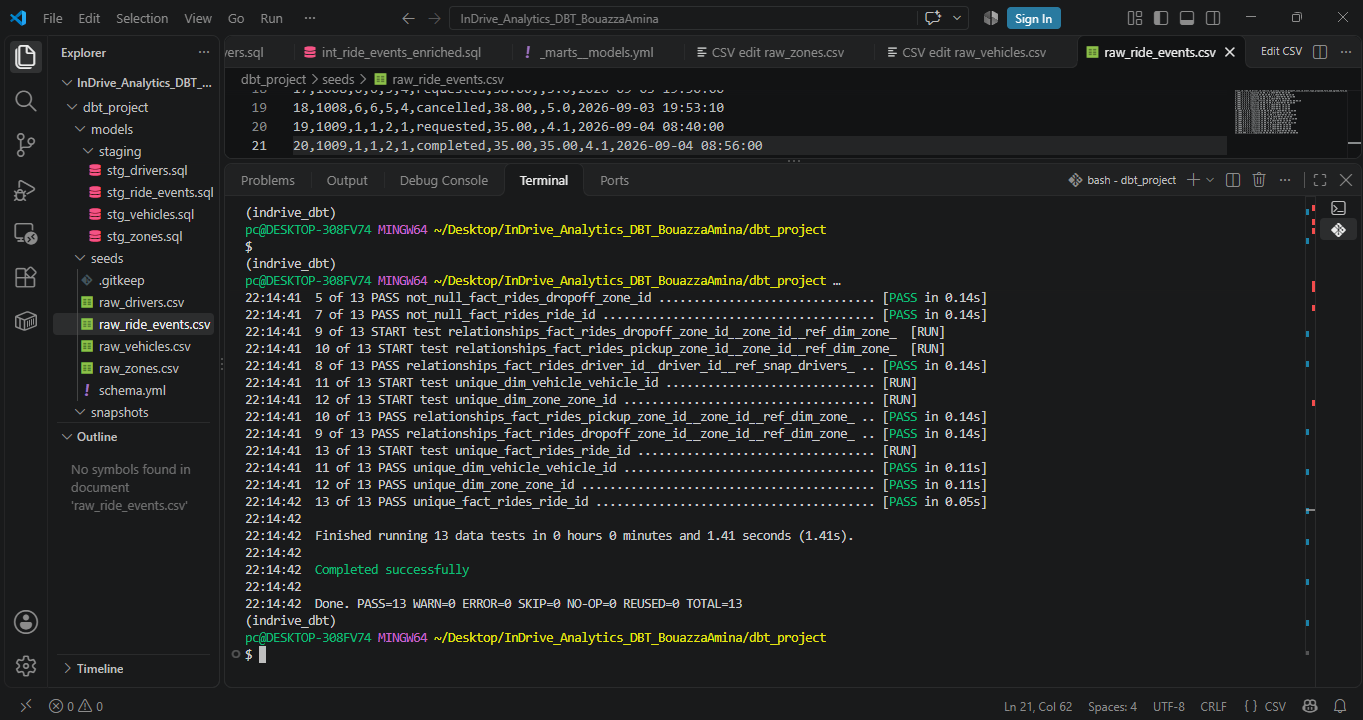 File Edit Selection View Go Run ··· InDrive_Analytics_DBT_BouazzaAmina Sign In
Explorer ···
vers.sql int_ride_events_enriched.sql ! _marts__models.yml CSV edit raw_zones.csv CSV edit raw_vehicles.csv raw_ride_events.csv Edit CSV ···
InDrive_Analytics_DBT_...
dbt_project
models
staging
stg_drivers.sql
stg_ride_events.sql
stg_vehicles.sql
stg_zones.sql
seeds
.gitkeep
raw_drivers.csv
raw_ride_events.csv
raw_vehicles.csv
raw_zones.csv
! schema.yml
snapshots
Outline
No symbols found in
document
'raw_ride_events.csv'
Timeline
dbt_project > seeds > raw_ride_events.csv
19 18,1008,6,6,5,4,cancelled,38.00,,5.0,2026-09-03 19:53:10
20 19,1009,1,1,2,1,requested,35.00,,4.1,2026-09-04 08:40:00
21 20,1009,1,1,2,1,completed,35.00,35.00,4.1,2026-09-04 08:56:00
Problems Output Debug Console Terminal Ports bash - dbt_project ···
(indrive_dbt)
pc@DESKTOP-308FV74 MINGW64 ~/Desktop/InDrive_Analytics_DBT_BouazzaAmina/dbt_project
$
(indrive_dbt)
pc@DESKTOP-308FV74 MINGW64 ~/Desktop/InDrive_Analytics_DBT_BouazzaAmina/dbt_project …
22:14:41 5 of 13 PASS not_null_fact_rides_dropoff_zone_id ............................... [PASS in 0.14s]
22:14:41 7 of 13 PASS not_null_fact_rides_ride_id ....................................... [PASS in 0.14s]
22:14:41 9 of 13 START test relationships_fact_rides_dropoff_zone_id__zone_id__ref_dim_zone_ [RUN]
22:14:41 10 of 13 START test relationships_fact_rides_pickup_zone_id__zone_id__ref_dim_zone_ [RUN]
22:14:41 8 of 13 PASS relationships_fact_rides_driver_id__driver_id__ref_snap_drivers_ .. [PASS in 0.14s]
22:14:41 11 of 13 START test unique_dim_vehicle_vehicle_id .............................. [RUN]
22:14:41 12 of 13 START test unique_dim_zone_zone_id .................................... [RUN]
22:14:41 10 of 13 PASS relationships_fact_rides_pickup_zone_id__zone_id__ref_dim_zone_ .. [PASS in 0.14s]
22:14:41 9 of 13 PASS relationships_fact_rides_dropoff_zone_id__zone_id__ref_dim_zone_ .. [PASS in 0.14s]
22:14:41 13 of 13 START test unique_fact_rides_ride_id .................................. [RUN]
22:14:41 11 of 13 PASS unique_dim_vehicle_vehicle_id .................................... [PASS in 0.11s]
22:14:41 12 of 13 PASS unique_dim_zone_zone_id .......................................... [PASS in 0.11s]
22:14:42 13 of 13 PASS unique_fact_rides_ride_id ........................................ [PASS in 0.05s]
22:14:42
22:14:42 Finished running 13 data tests in 0 hours 0 minutes and 1.41 seconds (1.41s).
22:14:42
22:14:42 Completed successfully
22:14:42
22:14:42 Done. PASS=13 WARN=0 ERROR=0 SKIP=0 NO-OP=0 REUSED=0 TOTAL=13
(indrive_dbt)
pc@DESKTOP-308FV74 MINGW64 ~/Desktop/InDrive_Analytics_DBT_BouazzaAmina/dbt_project
$
0 0 Ln 21, Col 62 Spaces: 4 UTF-8 CRLF { } CSV